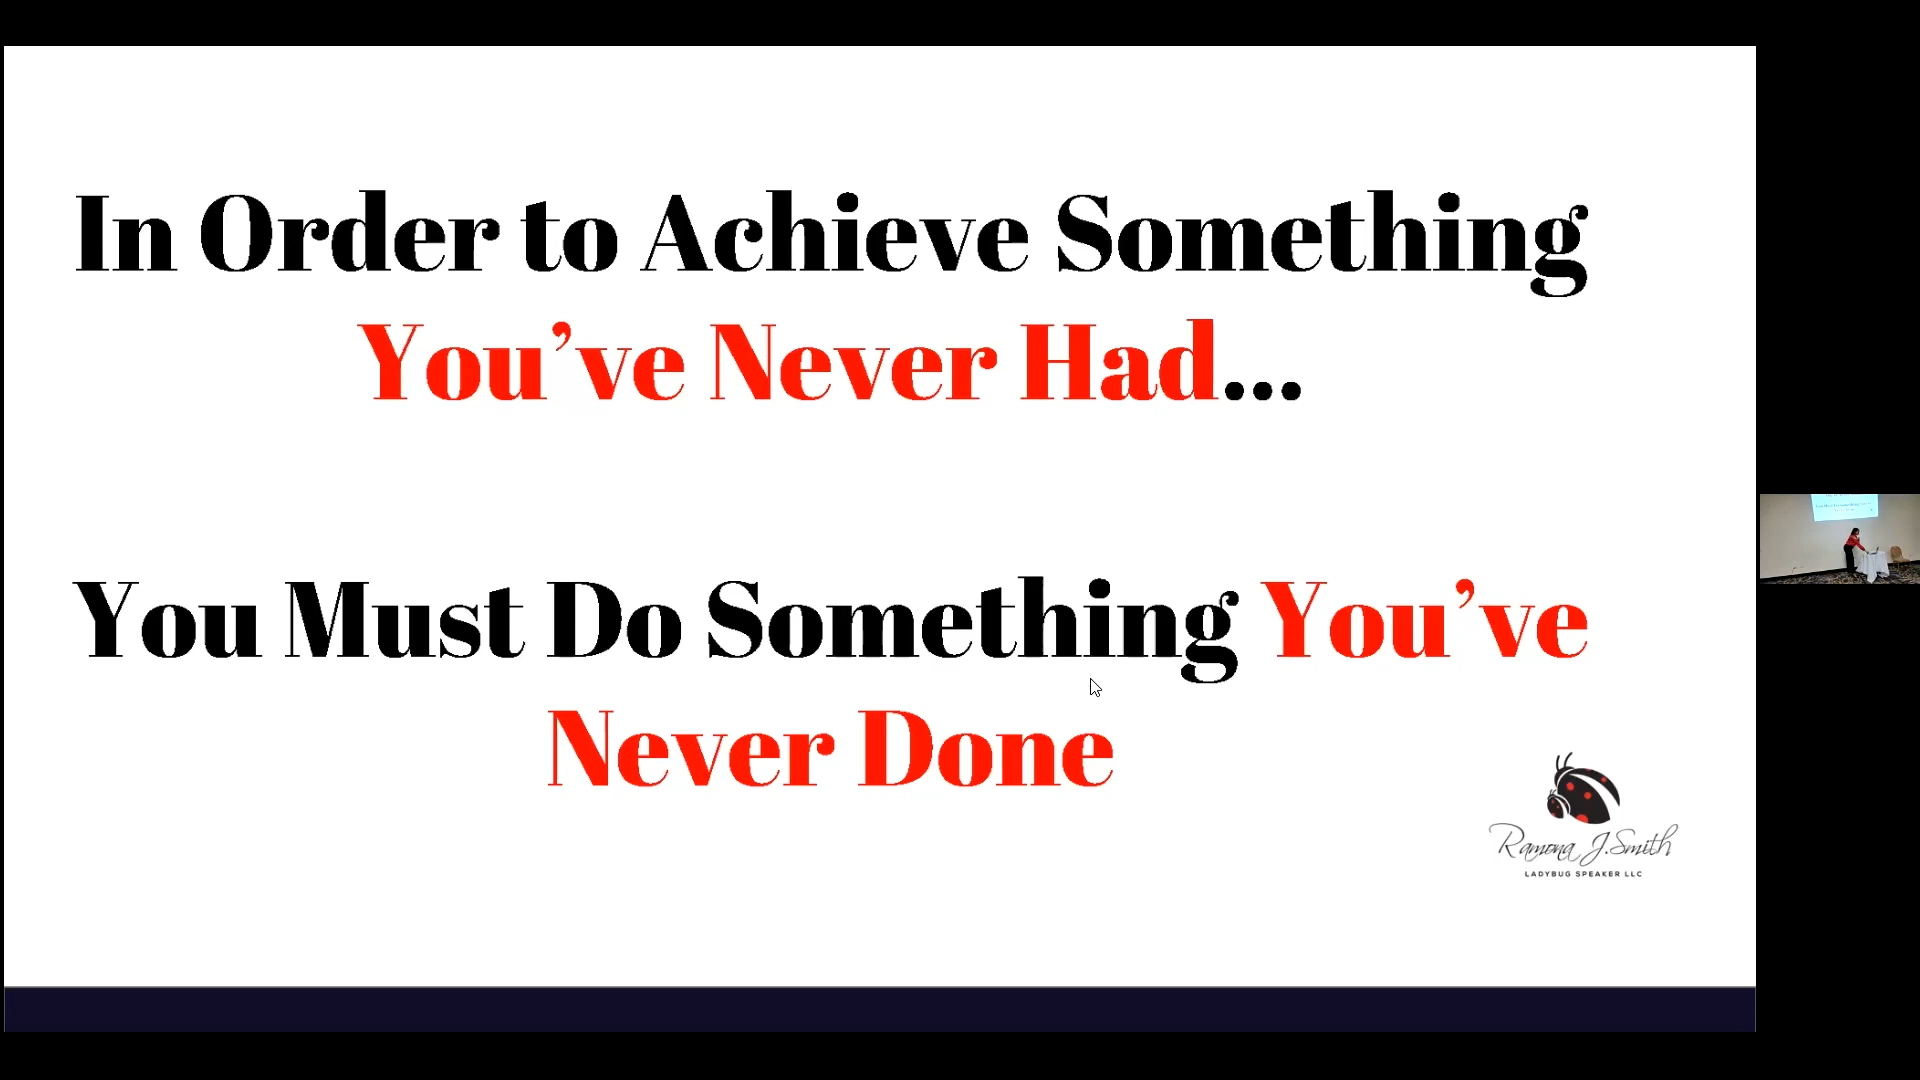 In Order to Achieve Something
You’ve Never Had...
You Must Do Something You’ve
Never Done
Ramona J.Smith
LADYBUG SPEAKER LLC